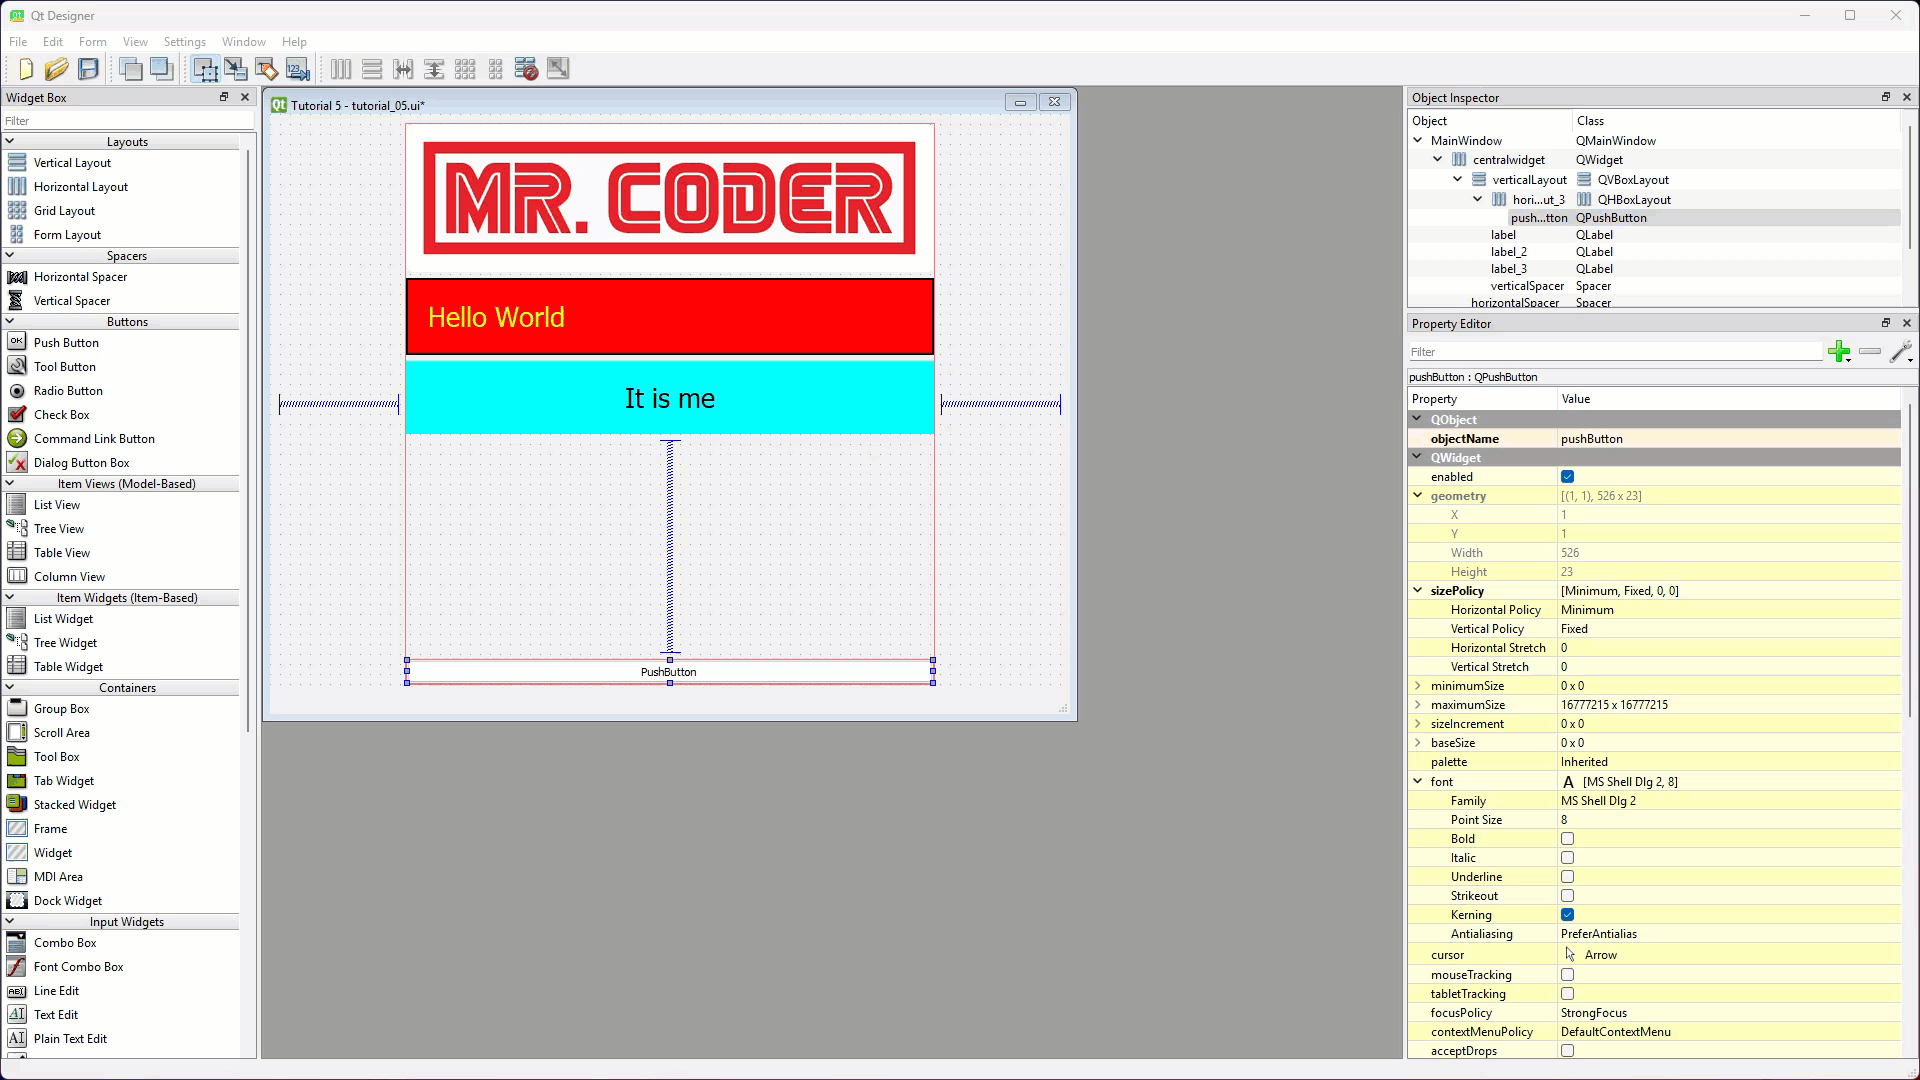 Qt Designer
File Edit Form View Settings Window Help
Widget Box
Filter
Layouts
Vertical Layout
Horizontal Layout
Grid Layout
Form Layout
Spacers
Horizontal Spacer
Vertical Spacer
Buttons
Push Button
Tool Button
Radio Button
Check Box
Command Link Button
Dialog Button Box
Item Views (Model-Based)
List View
Tree View
Table View
Column View
Item Widgets (Item-Based)
List Widget
Tree Widget
Table Widget
Containers
Group Box
Scroll Area
Tool Box
Tab Widget
Stacked Widget
Frame
Widget
MDI Area
Dock Widget
Input Widgets
Combo Box
Font Combo Box
Line Edit
Text Edit
Plain Text Edit
Tutorial 5 - tutorial_05.ui*
MR. CODER
Hello World
It is me
PushButton
Object Inspector
Object Class
MainWindow QMainWindow
centralwidget QWidget
verticalLayout QVBoxLayout
hori...ut_3 QHBoxLayout
push...tton QPushButton
label QLabel
label_2 QLabel
label_3 QLabel
verticalSpacer Spacer
horizontalSpacer Spacer
Property Editor
Filter
pushButton : QPushButton
Property Value
QObject
objectName pushButton
QWidget
enabled
geometry [(1, 1), 526 x 23]
X 1
Y 1
Width 526
Height 23
sizePolicy [Minimum, Fixed, 0, 0]
Horizontal Policy Minimum
Vertical Policy Fixed
Horizontal Stretch 0
Vertical Stretch 0
minimumSize 0 x 0
maximumSize 16777215 x 16777215
sizeIncrement 0 x 0
baseSize 0 x 0
palette Inherited
font A [MS Shell Dlg 2, 8]
Family MS Shell Dlg 2
Point Size 8
Bold
Italic
Underline
Strikeout
Kerning
Antialiasing PreferAntialias
cursor Arrow
mouseTracking
tabletTracking
focusPolicy StrongFocus
contextMenuPolicy DefaultContextMenu
acceptDrops